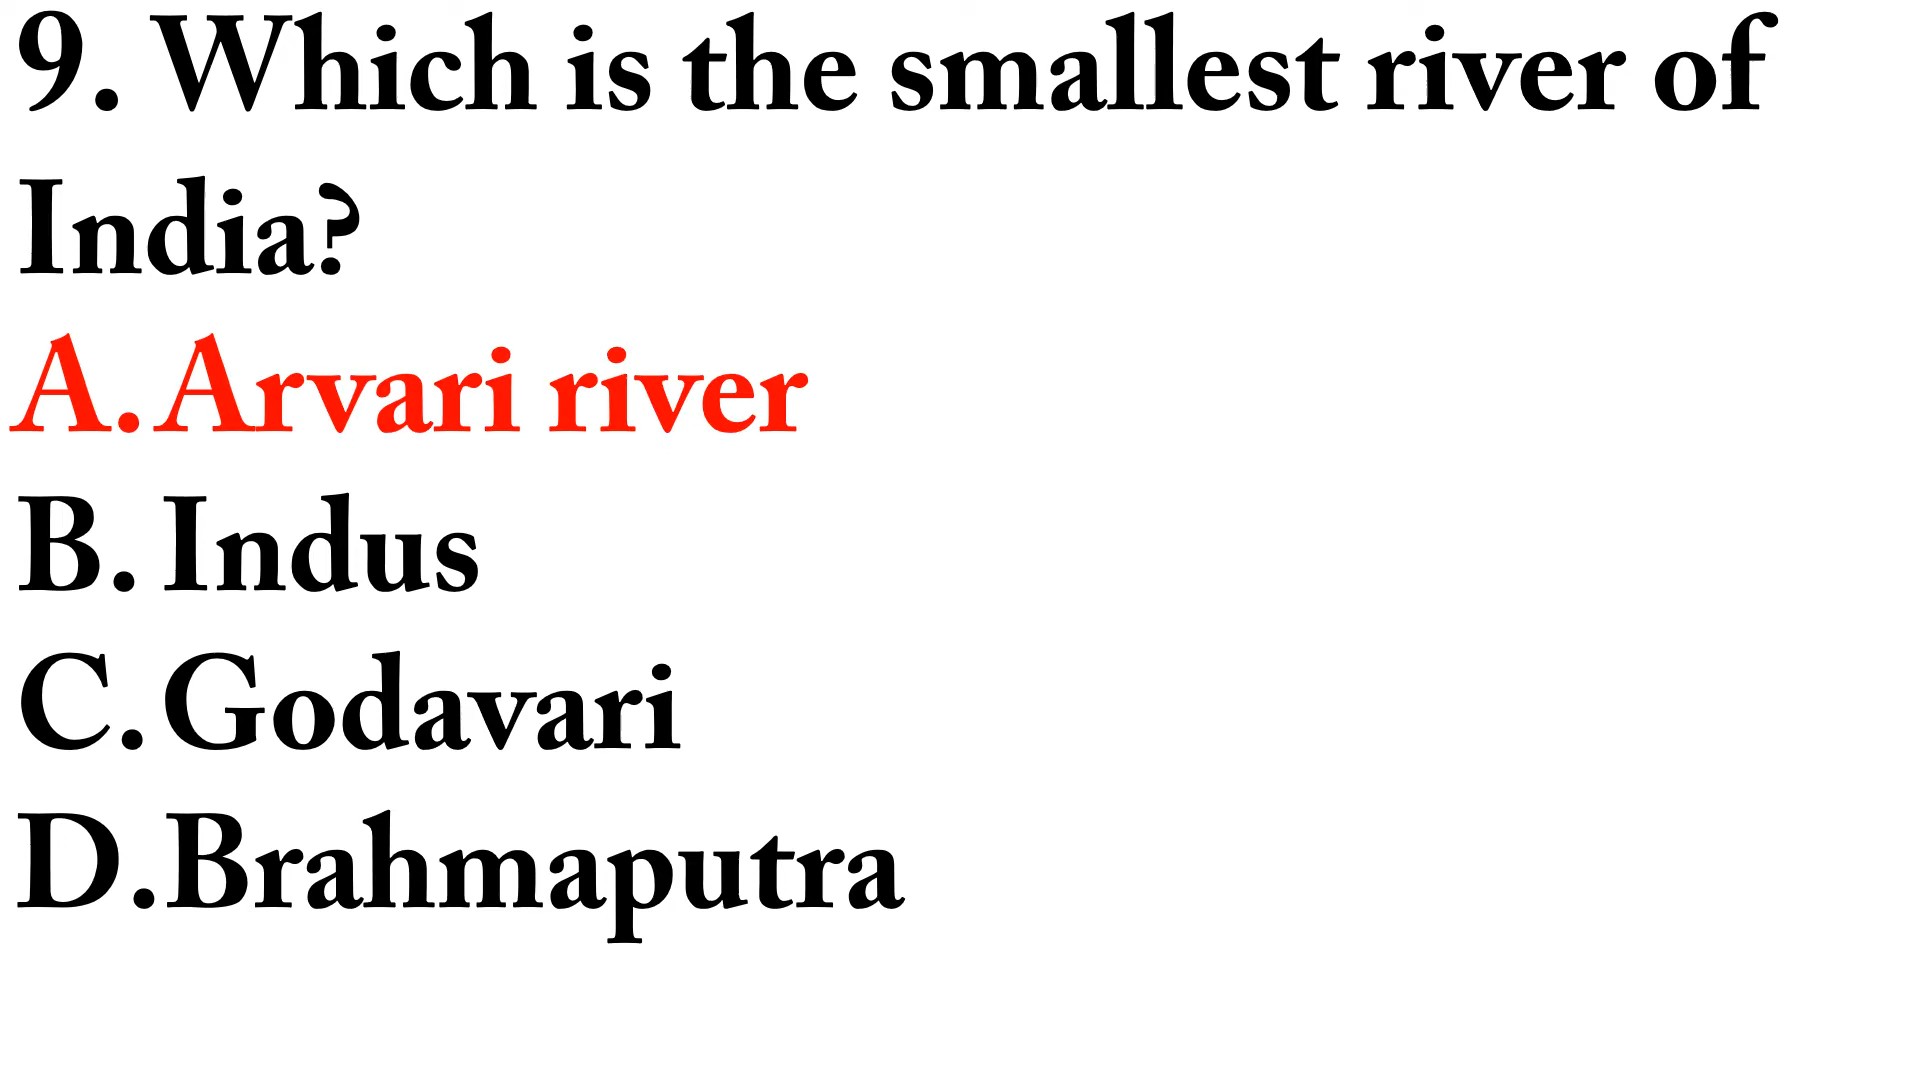 9. Which is the smallest river of
India?
A. Arvari river
B. Indus
C. Godavari
D. Brahmaputra